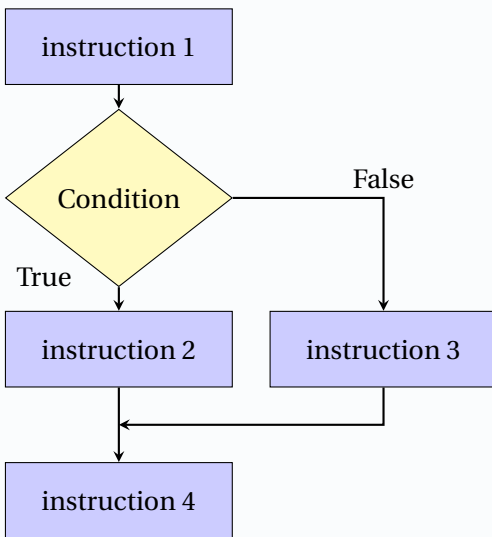 instruction 1
Condition
False
True
instruction 2
instruction 3
instruction 4